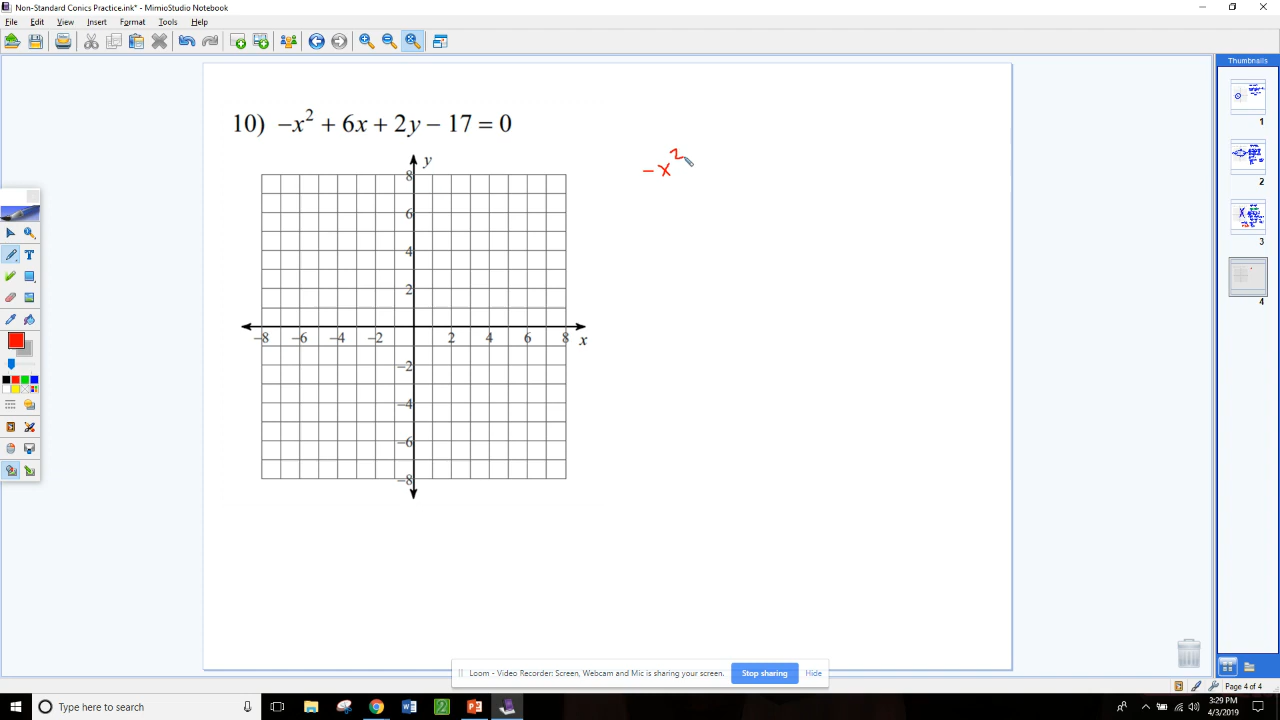 Non-Standard Conics Practice.ink* - MimioStudio Notebook
File Edit View Insert Format Tools Help
Thumbnails
10) −x² + 6x + 2y − 17 = 0
−x²
y
8
6
4
2
−8 −6 −4 −2 2 4 6 8 x
−2
−4
−6
−8
1
2
3
4
Loom - Video Recorder: Screen, Webcam and Mic is sharing your screen. Stop sharing Hide
Page 4 of 4
Type here to search
3:29 PM
4/3/2019